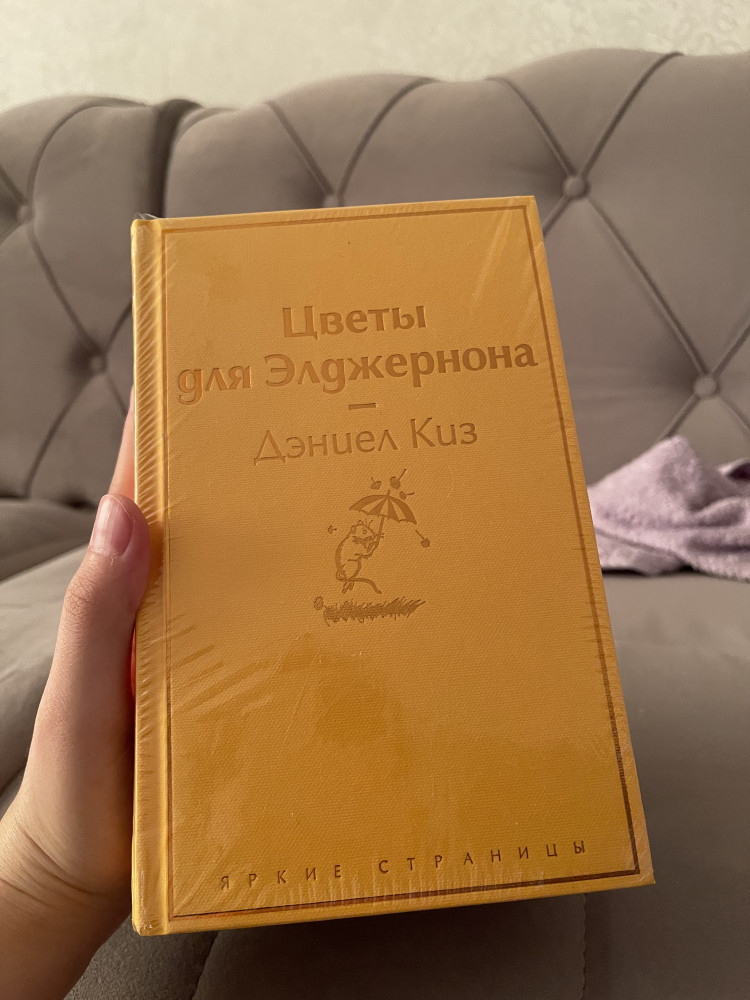 Цветы
для Элджернона
–
Дэниел Киз
ЯРКИЕ СТРАНИЦЫ